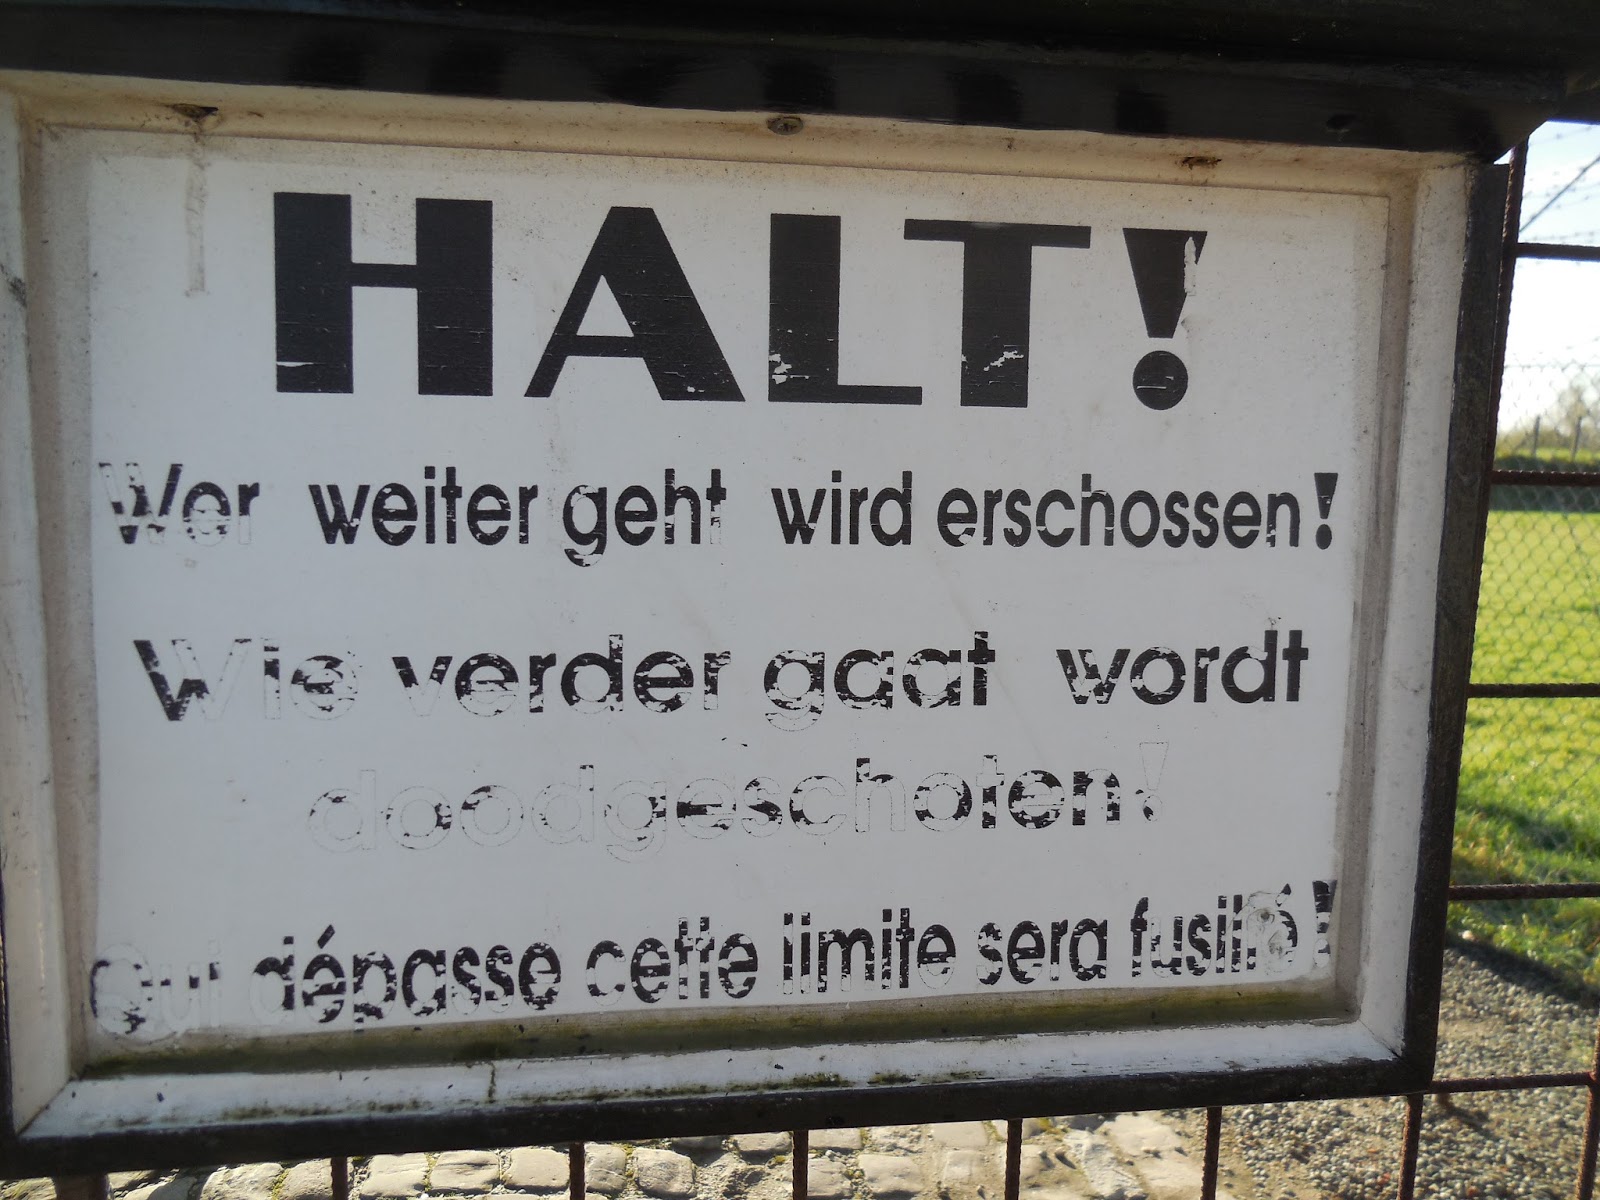 HALT!
Wer weiter geht wird erschossen!
Wie verder gaat wordt
doodgeschoten!
Qui dépasse cette limite sera fusillé!